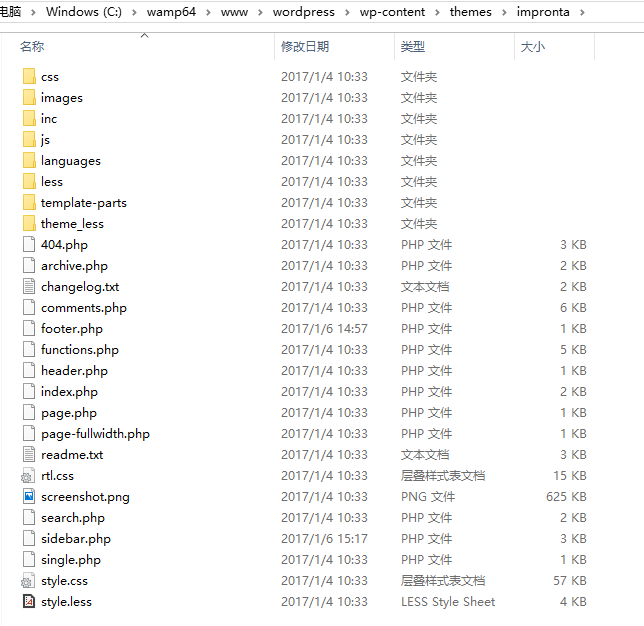 电脑 > Windows (C:) > wamp64 > www > wordpress > wp-content > themes > impronta >
名称 修改日期 类型 大小
css 2017/1/4 10:33 文件夹
images 2017/1/4 10:33 文件夹
inc 2017/1/4 10:33 文件夹
js 2017/1/4 10:33 文件夹
languages 2017/1/4 10:33 文件夹
less 2017/1/4 10:33 文件夹
template-parts 2017/1/4 10:33 文件夹
theme_less 2017/1/4 10:33 文件夹
404.php 2017/1/4 10:33 PHP 文件 3 KB
archive.php 2017/1/4 10:33 PHP 文件 2 KB
changelog.txt 2017/1/4 10:33 文本文档 2 KB
comments.php 2017/1/4 10:33 PHP 文件 6 KB
footer.php 2017/1/6 14:57 PHP 文件 1 KB
functions.php 2017/1/4 10:33 PHP 文件 5 KB
header.php 2017/1/4 10:33 PHP 文件 1 KB
index.php 2017/1/4 10:33 PHP 文件 2 KB
page.php 2017/1/4 10:33 PHP 文件 1 KB
page-fullwidth.php 2017/1/4 10:33 PHP 文件 1 KB
readme.txt 2017/1/4 10:33 文本文档 3 KB
rtl.css 2017/1/4 10:33 层叠样式表文档 15 KB
screenshot.png 2017/1/4 10:33 PNG 文件 625 KB
search.php 2017/1/4 10:33 PHP 文件 2 KB
sidebar.php 2017/1/6 15:17 PHP 文件 3 KB
single.php 2017/1/4 10:33 PHP 文件 1 KB
style.css 2017/1/4 10:33 层叠样式表文档 57 KB
style.less 2017/1/4 10:33 LESS Style Sheet 4 KB